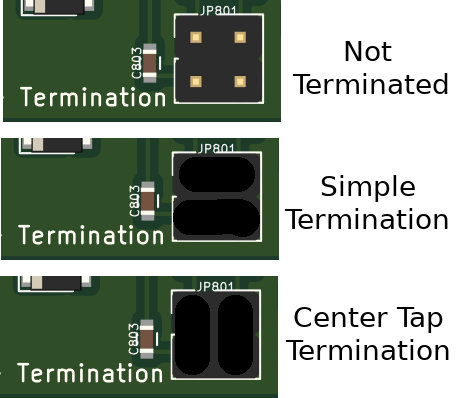 JP801
C803
Termination
Not
Terminated
JP801
C803
Termination
Simple
Termination
JP801
C803
Termination
Center Tap
Termination